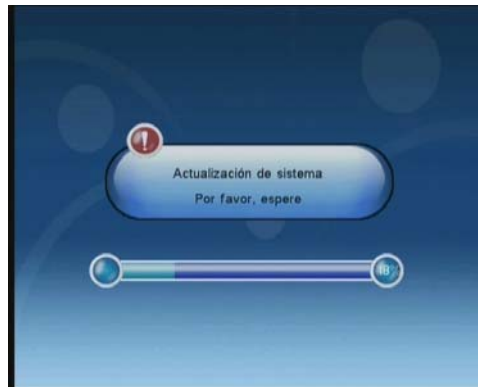 Actualización de sistema
Por favor, espere
18%